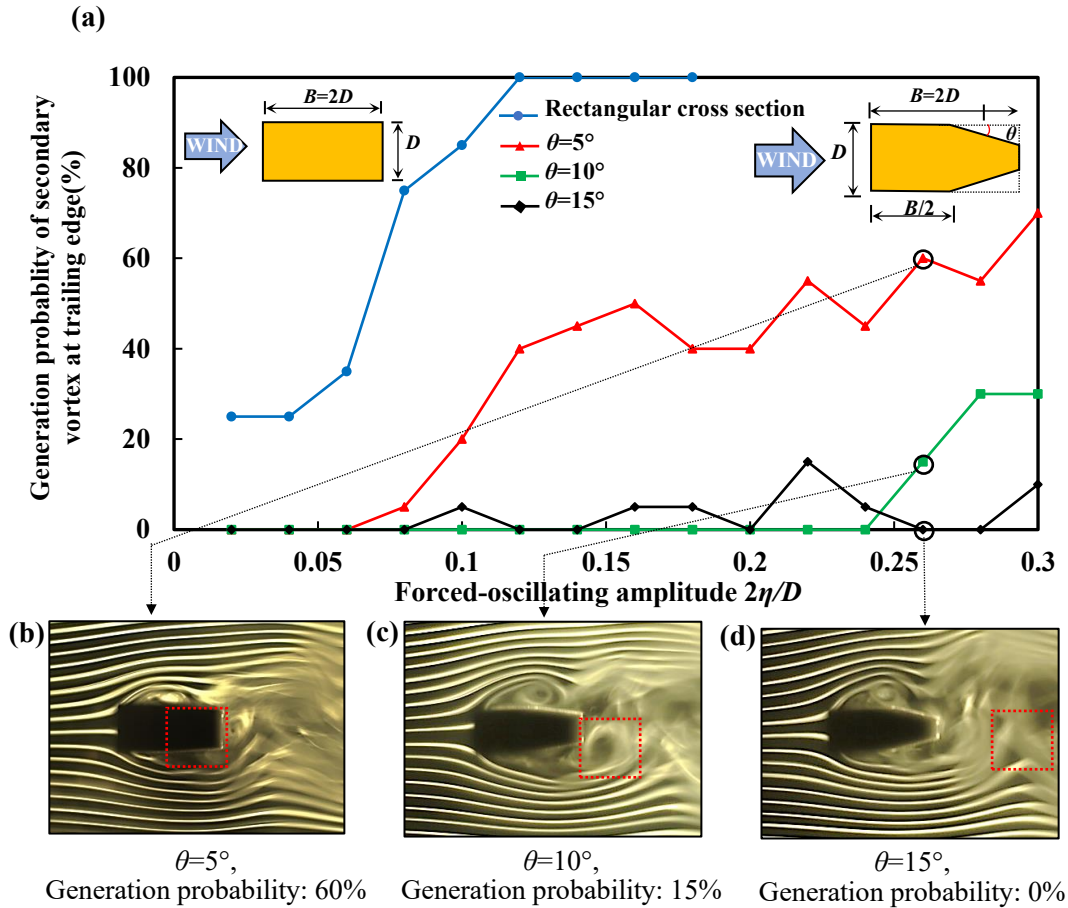 (a)
Generation probablity of secondary
vortex at trailing edge(%)
100
80
60
40
20
0
0
0.05
0.1
0.15
0.2
0.25
0.3
Forced-oscillating amplitude 2η/D
B=2D
D
WIND
Rectangular cross section
θ=5°
θ=10°
θ=15°
B=2D
θ
D
WIND
B/2
(b)
(c)
(d)
θ=5°,
Generation probability: 60%
θ=10°,
Generation probability: 15%
θ=15°,
Generation probability: 0%